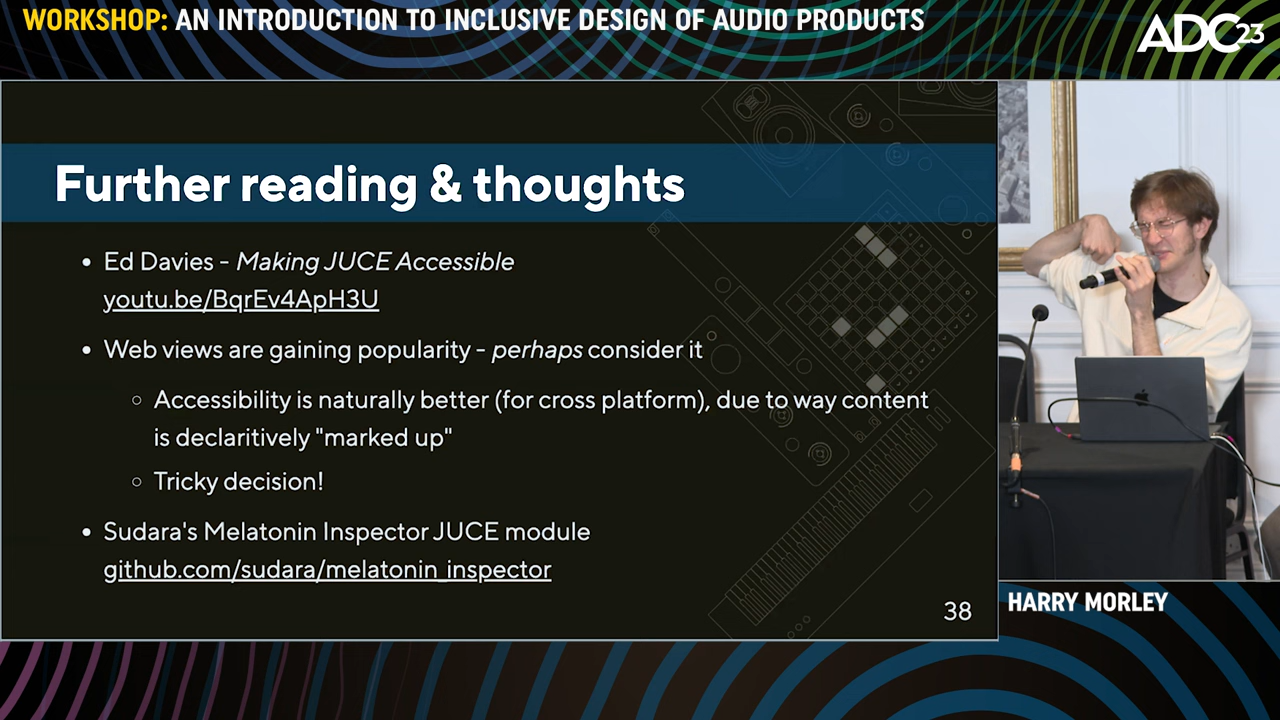 WORKSHOP: AN INTRODUCTION TO INCLUSIVE DESIGN OF AUDIO PRODUCTS
ADC23
Further reading & thoughts
• Ed Davies - Making JUCE Accessible
youtu.be/BqrEv4ApH3U
• Web views are gaining popularity - perhaps consider it
○ Accessibility is naturally better (for cross platform), due to way content
is declaritively "marked up"
○ Tricky decision!
• Sudara's Melatonin Inspector JUCE module
github.com/sudara/melatonin_inspector
38
HARRY MORLEY